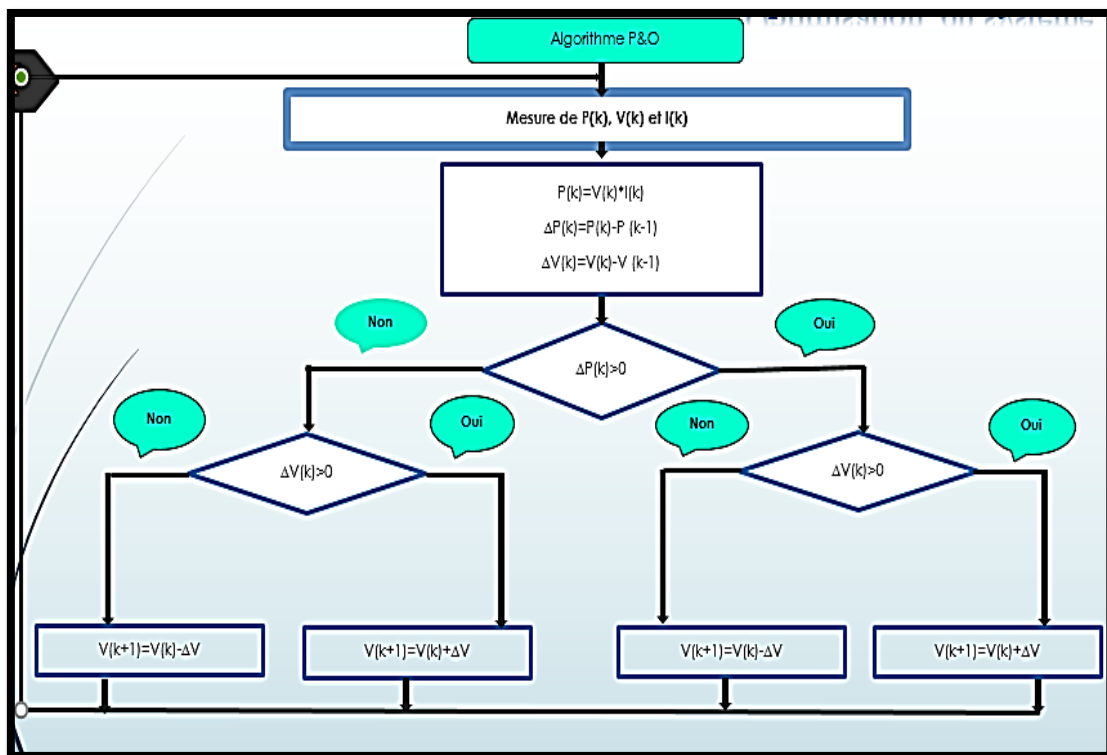 Algorithme P&O
Mesure de P(k), V(k) et I(k)
P(k)=V(k)*I(k)
ΔP(k)=P(k)-P (k-1)
ΔV(k)=V(k)-V (k-1)
Non
Oui
ΔP(k)>0
Non
Oui
Non
Oui
ΔV(k)>0
ΔV(k)>0
V(k+1)=V(k)-ΔV
V(k+1)=V(k)+ΔV
V(k+1)=V(k)-ΔV
V(k+1)=V(k)+ΔV